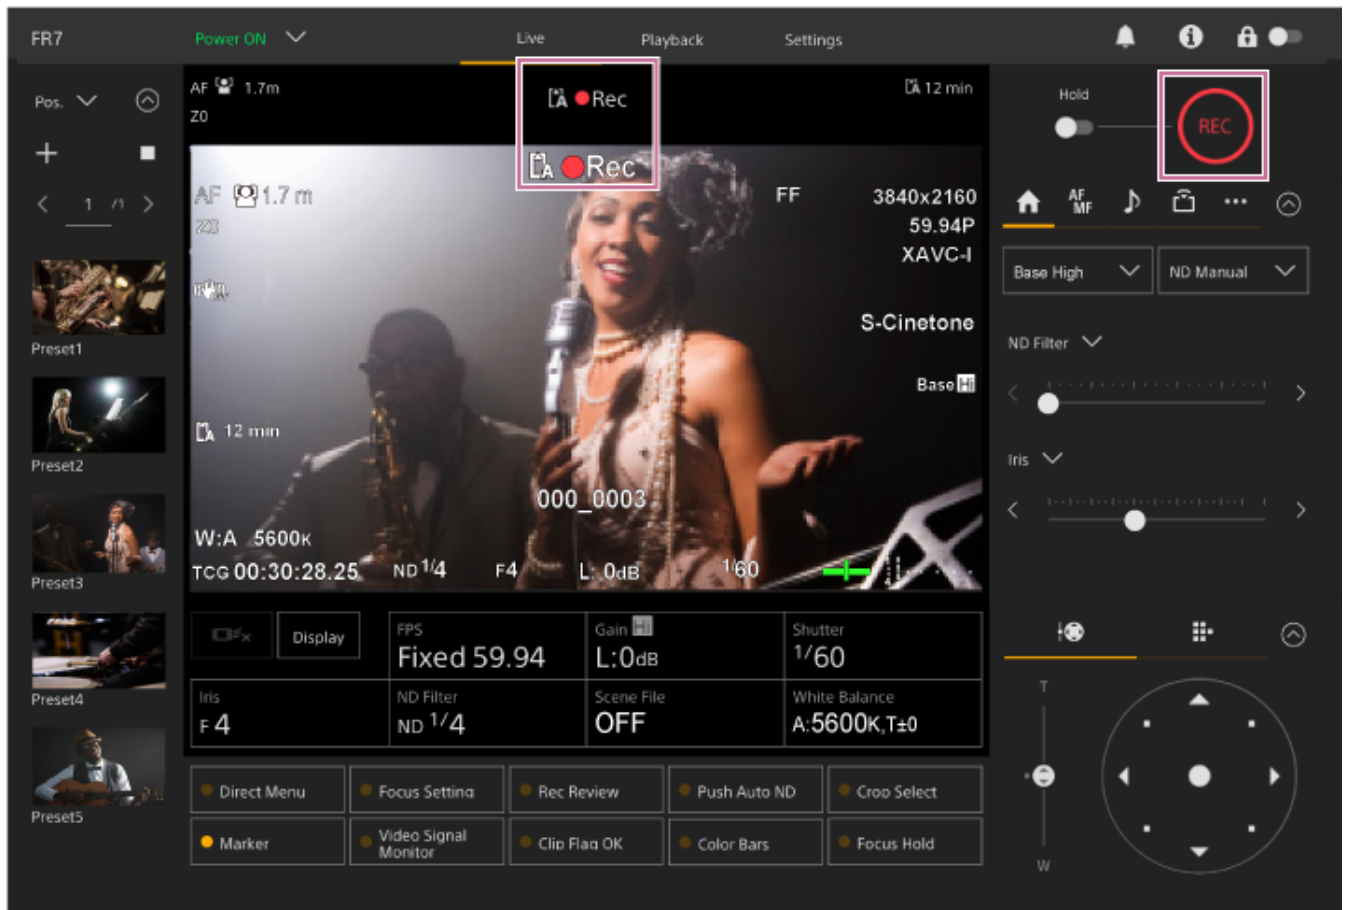 FR7
Power ON
Live
Playback
Settings
Pos.
1 /1
Preset1
Preset2
Preset3
Preset4
Preset5
AF 1.7m
Z0
A Rec
A 12 min
A Rec
AF 1.7 m
Z0
FF
3840x2160
59.94P
XAVC-I
S-Cinetone
Base Hi
A 12 min
000_0003
W:A 5600K
TCG 00:30:28.25 ND 1/4 F4 L: 0dB 1/60
Display
FPS
Fixed 59.94
Gain Hi
L:0dB
Shutter
1/60
Iris
F 4
ND Filter
ND 1/4
Scene File
OFF
White Balance
A:5600K,T±0
Direct Menu
Focus Setting
Rec Review
Push Auto ND
Crop Select
Marker
Video Signal
Monitor
Clip Flag OK
Color Bars
Focus Hold
Hold
REC
AF
MF
Base High
ND Manual
ND Filter
Iris
T
W